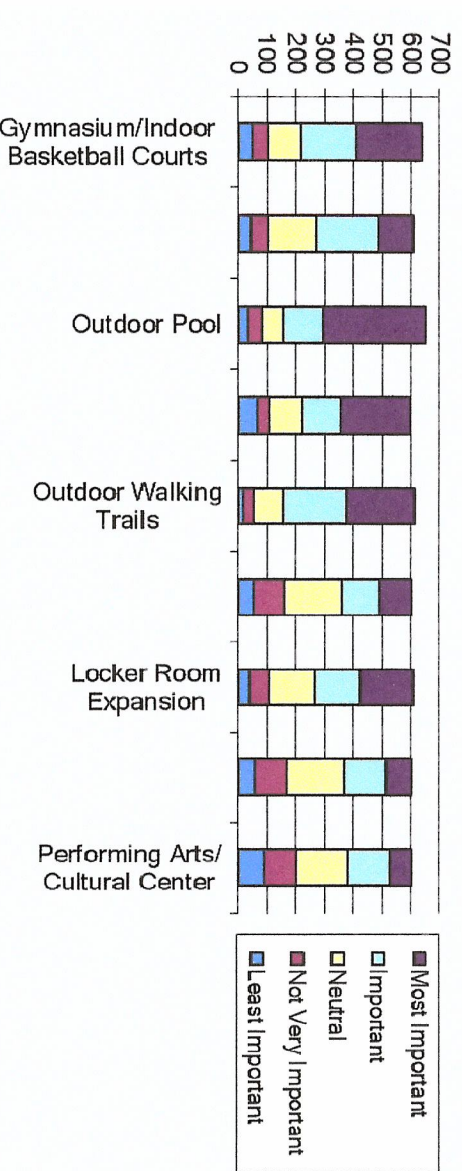 700
600
500
400
300
200
100
0
Gymnasium/Indoor
Basketball Courts
Outdoor Pool
Outdoor Walking
Trails
Locker Room
Expansion
Performing Arts/
Cultural Center
Most Important
Important
Neutral
Not Very Important
Least Important